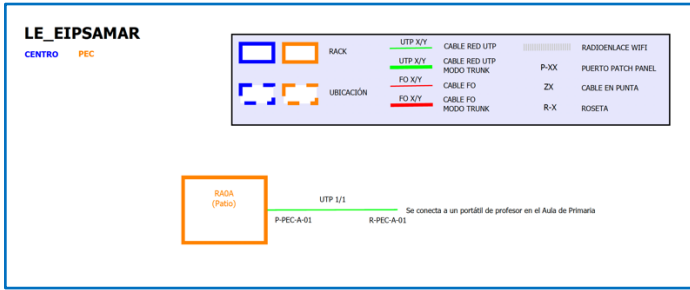 LE_EIPSAMAR
CENTRO PEC
RACK
UBICACIÓN
UTP X/Y CABLE RED UTP
UTP X/Y CABLE RED UTP
MODO TRUNK
FO X/Y CABLE FO
FO X/Y CABLE FO
MODO TRUNK
RADIOENLACE WIFI
P-XX PUERTO PATCH PANEL
ZX CABLE EN PUNTA
R-X ROSETA
RA0A
(Patio)
UTP 1/1
P-PEC-A-01 R-PEC-A-01
Se conecta a un portátil de profesor en el Aula de Primaria